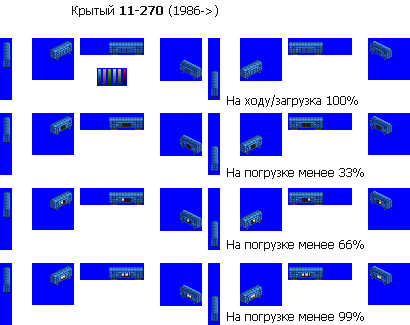 Крытый 11-270 (1986->)
На ходу/загрузка 100%
На погрузке менее 33%
На погрузке менее 66%
На погрузке менее 99%